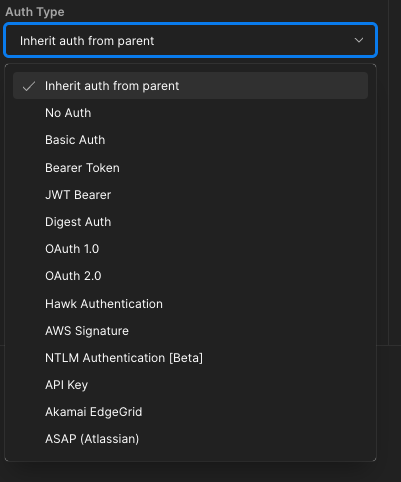 Auth Type
Inherit auth from parent
Inherit auth from parent
No Auth
Basic Auth
Bearer Token
JWT Bearer
Digest Auth
OAuth 1.0
OAuth 2.0
Hawk Authentication
AWS Signature
NTLM Authentication [Beta]
API Key
Akamai EdgeGrid
ASAP (Atlassian)